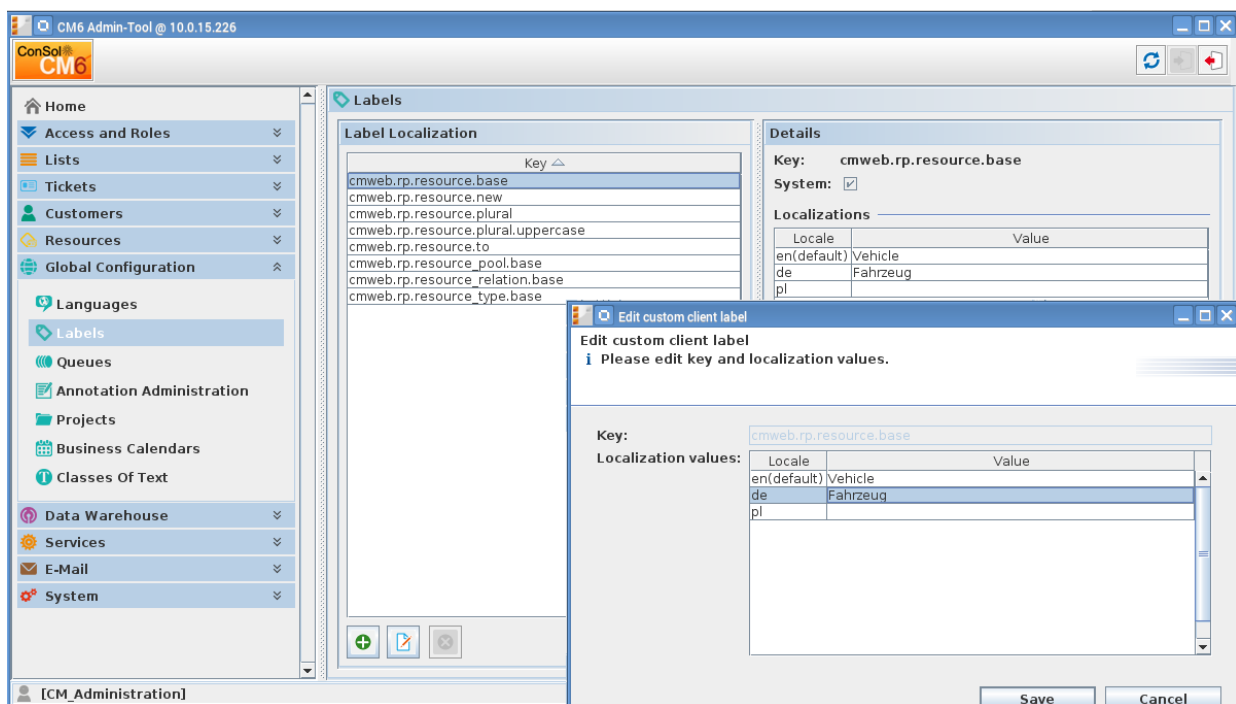 CM6 Admin-Tool @ 10.0.15.226
ConSol
CM6
Home
Access and Roles
Lists
Tickets
Customers
Resources
Global Configuration
Languages
Labels
Queues
Annotation Administration
Projects
Business Calendars
Classes Of Text
Data Warehouse
Services
E-Mail
System
[CM_Administration]
Labels
Label Localization
Key
cmweb.rp.resource.base
cmweb.rp.resource.new
cmweb.rp.resource.plural
cmweb.rp.resource.plural.uppercase
cmweb.rp.resource.to
cmweb.rp.resource_pool.base
cmweb.rp.resource_relation.base
cmweb.rp.resource_type.base
Details
Key: cmweb.rp.resource.base
System:
Localizations
Locale Value
en(default) Vehicle
de Fahrzeug
pl
Edit custom client label
Edit custom client label
i Please edit key and localization values.
Key: cmweb.rp.resource.base
Localization values: Locale Value
en(default) Vehicle
de Fahrzeug
pl
Save Cancel